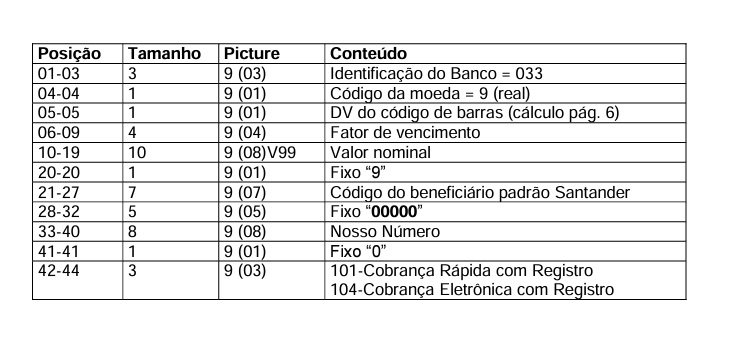 Posição Tamanho Picture Conteúdo
01-03 3 9 (03) Identificação do Banco = 033
04-04 1 9 (01) Código da moeda = 9 (real)
05-05 1 9 (01) DV do código de barras (cálculo pág. 6)
06-09 4 9 (04) Fator de vencimento
10-19 10 9 (08)V99 Valor nominal
20-20 1 9 (01) Fixo “9”
21-27 7 9 (07) Código do beneficiário padrão Santander
28-32 5 9 (05) Fixo “00000”
33-40 8 9 (08) Nosso Número
41-41 1 9 (01) Fixo “0”
42-44 3 9 (03) 101-Cobrança Rápida com Registro
104-Cobrança Eletrônica com Registro